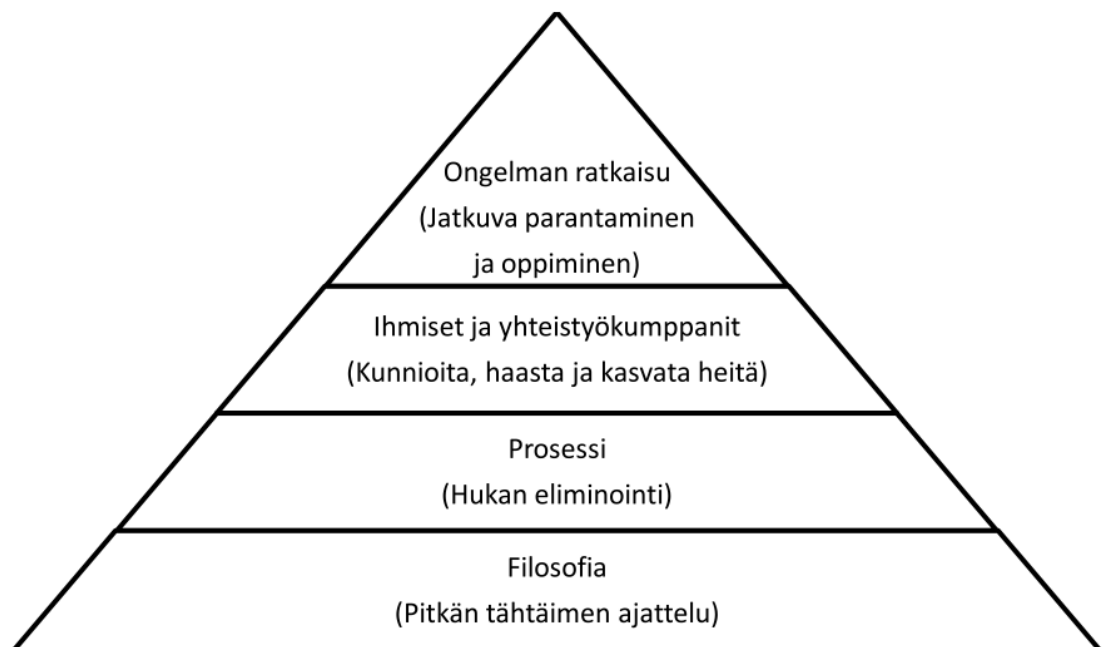 Ongelman ratkaisu
(Jatkuva parantaminen
ja oppiminen)
Ihmiset ja yhteistyökumppanit
(Kunnioita, haasta ja kasvata heitä)
Prosessi
(Hukan eliminointi)
Filosofia
(Pitkän tähtäimen ajattelu)